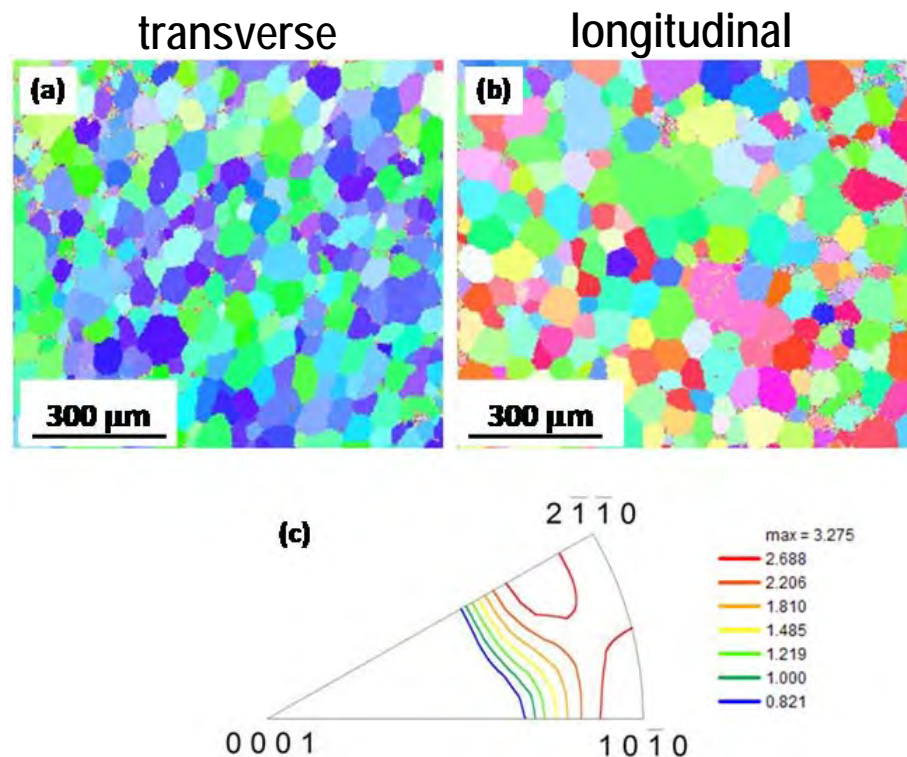 transverse longitudinal
(a) (b)
300 µm 300 µm
(c)
2 1̅ 1̅ 0
max = 3.275
2.688
2.206
1.810
1.485
1.219
1.000
0.821
0 0 0 1 1 0 1̅ 0